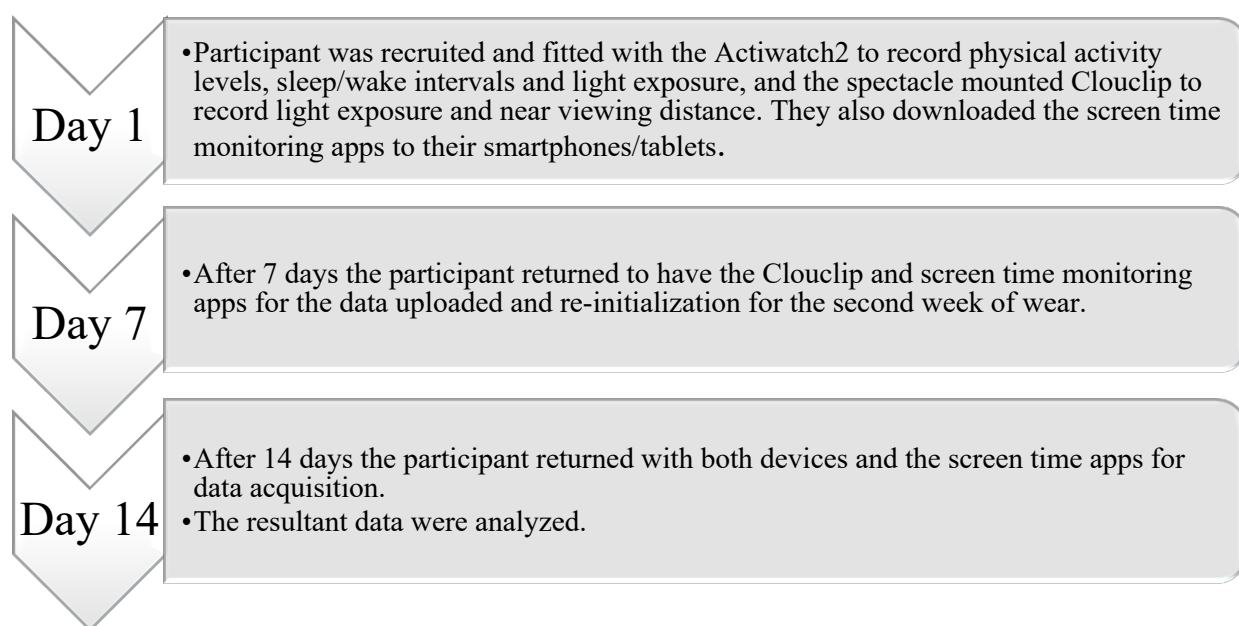 Day 1
•Participant was recruited and fitted with the Actiwatch2 to record physical activity
levels, sleep/wake intervals and light exposure, and the spectacle mounted Clouclip to
record light exposure and near viewing distance. They also downloaded the screen time
monitoring apps to their smartphones/tablets.
Day 7
•After 7 days the participant returned to have the Clouclip and screen time monitoring
apps for the data uploaded and re-initialization for the second week of wear.
Day 14
•After 14 days the participant returned with both devices and the screen time apps for
data acquisition.
•The resultant data were analyzed.